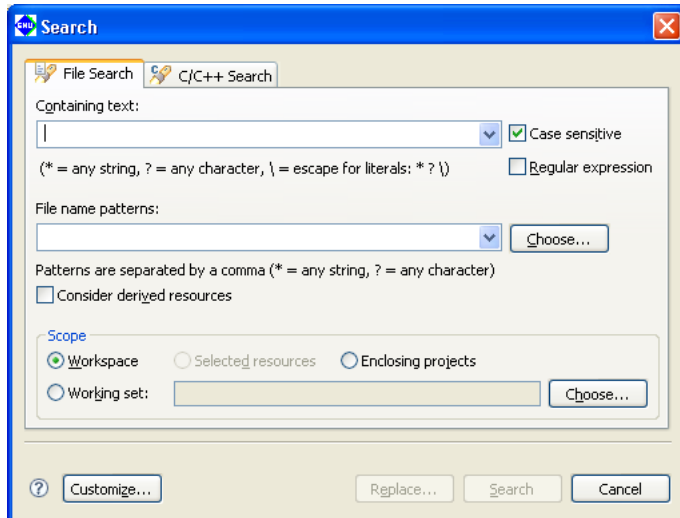 GNU Search
File Search C/C++ Search
Containing text:
Case sensitive
(* = any string, ? = any character, \ = escape for literals: * ? \)
Regular expression
File name patterns:
Choose...
Patterns are separated by a comma (* = any string, ? = any character)
Consider derived resources
Scope
Workspace Selected resources Enclosing projects
Working set: Choose...
? Customize... Replace... Search Cancel